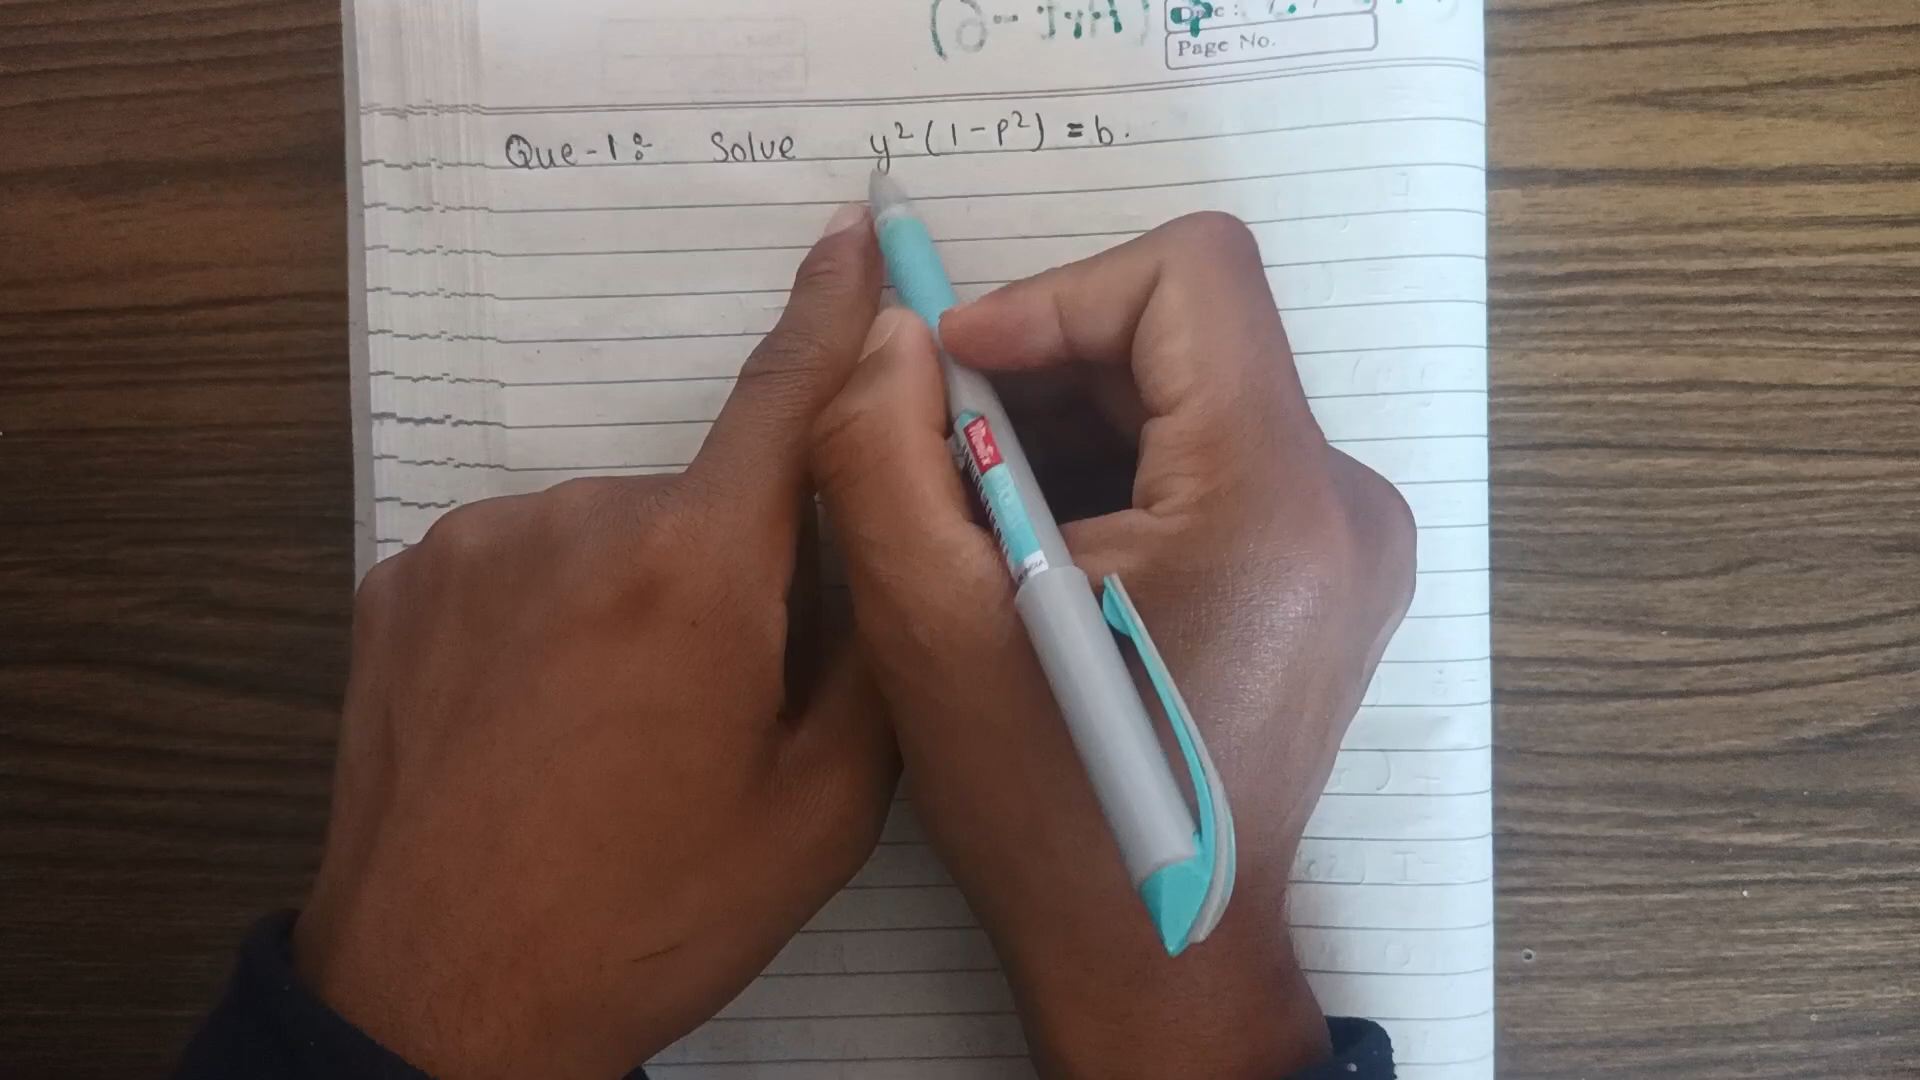 Page No.
Que-1: Solve y²(1-p²) = b.